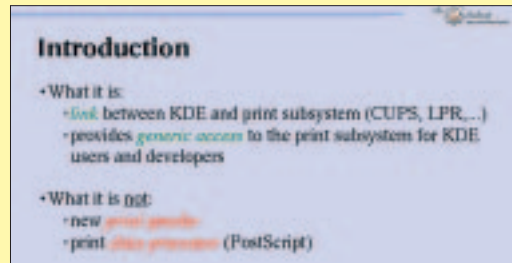 Introduction
• What it is:
• link between KDE and print subsystem (CUPS, LPR,...)
• provides generic access to the print subsystem for KDE
users and developers
• What it is not:
• new
• print (PostScript)